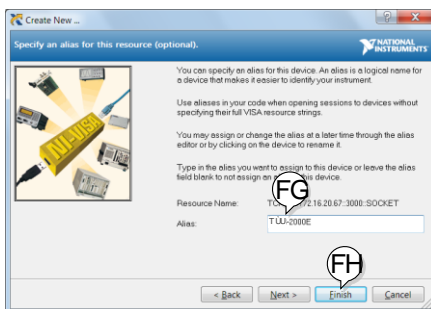 Create New ...
Specify an alias for this resource (optional).
NATIONAL INSTRUMENTS
You can specify an alias for this device. An alias is a logical name for
a device that makes it easier to identify your instrument.
Use aliases in your code when opening sessions to devices without
specifying their full VISA resource strings.
You may assign or change the alias at a later time through the alias
editor or by clicking on the device to rename it.
Type in the alias you want to assign to this device or leave the alias
field blank to not assign an this device.
FG
Resource Name: 72.16.20.67::3000::SOCKET
Alias: TÙU-2000E
FH
< Back Next > Finish Cancel
NI-VISA